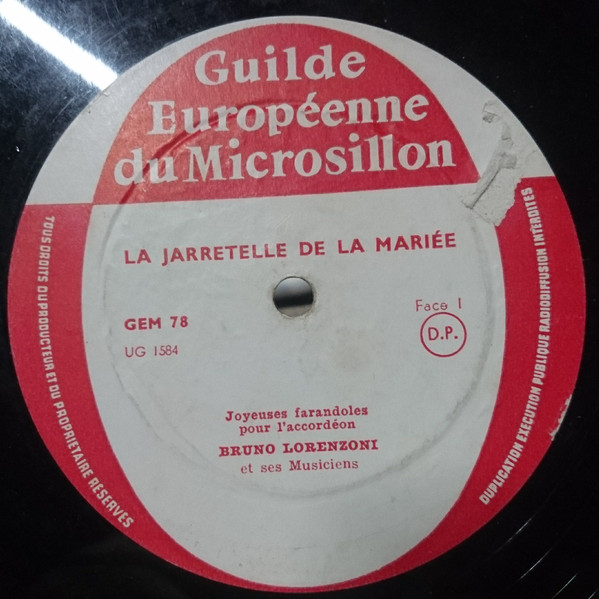 Guilde
Européenne
du Microsillon
LA JARRETELLE DE LA MARIÉE
GEM 78
UG 1584
Face 1
D.P.
Joyeuses farandoles
pour l'accordéon
BRUNO LORENZONI
et ses Musiciens
TOUS DROITS DU PRODUCTEUR ET DU PROPRIETAIRE RESERVES
DUPLICATION EXECUTION PUBLIQUE RADIODIFFUSION INTERDITES